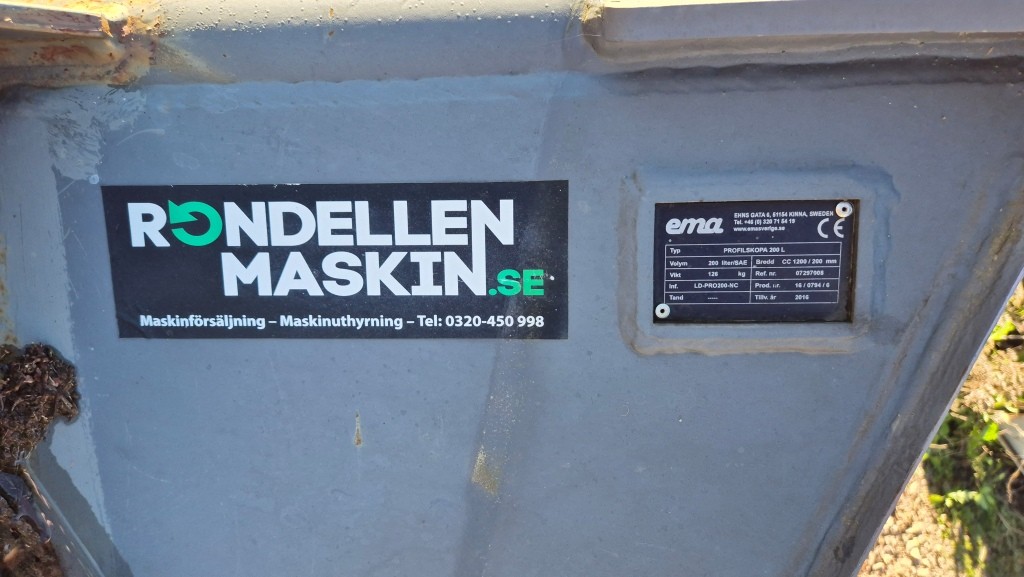 RONDELLEN
MASKIN.SE
Maskinförsäljning – Maskinuthyrning – Tel: 0320-450 998
ema
EHNS GATA 6, 51154 KINNA, SWEDEN
Tel. +46 (0) 320 71 54 19
www.emasverige.se
CE
Typ PROFILSKOPA 200 L
Volym 200 liter/SAE Bredd CC 1200 / 200 mm
Vikt 126 kg Ref. nr. 07297008
Inf. LD-PRO200-NC Prod. nr. 16 / 0794 / 6
Tand ----- Tillv. år 2016